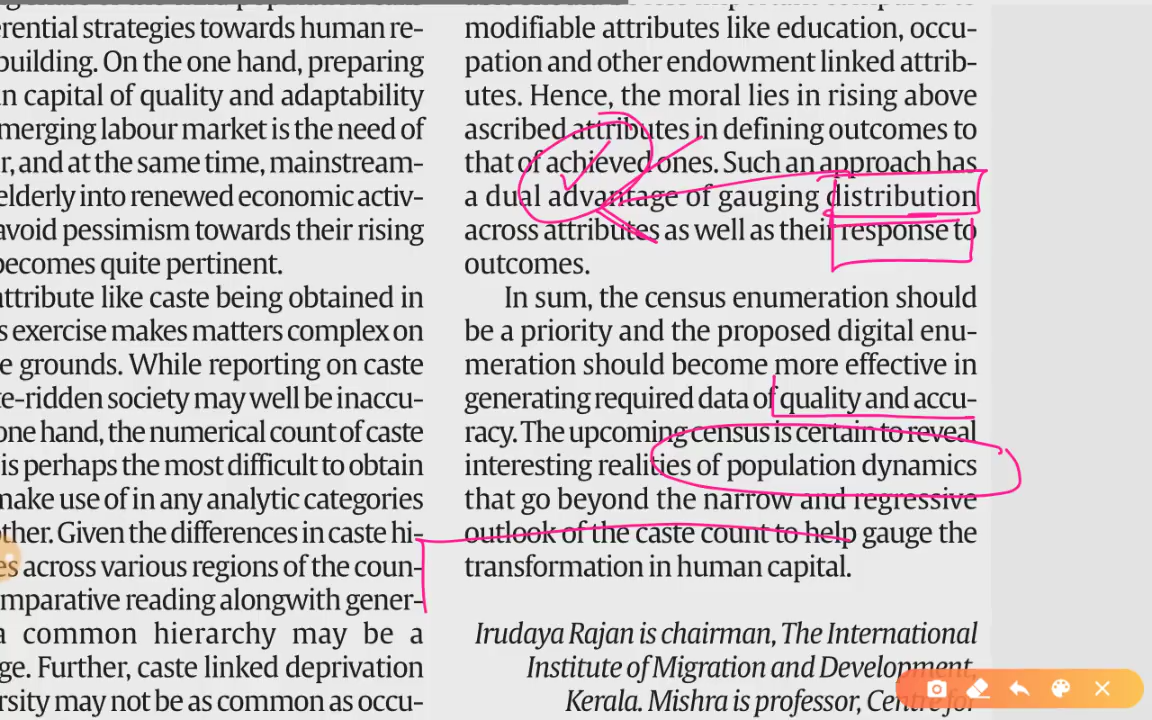 erential strategies towards human re-
building. On the one hand, preparing
n capital of quality and adaptability
merging labour market is the need of
r, and at the same time, mainstream-
elderly into renewed economic activ-
avoid pessimism towards their rising
becomes quite pertinent.
attribute like caste being obtained in
s exercise makes matters complex on
e grounds. While reporting on caste
te-ridden society may well be inaccu-
one hand, the numerical count of caste
is perhaps the most difficult to obtain
make use of in any analytic categories
other. Given the differences in caste hi-
es across various regions of the coun-
mparative reading alongwith gener-
a common hierarchy may be a
ge. Further, caste linked deprivation
ersity may not be as common as occu-
modifiable attributes like education, occu-
pation and other endowment linked attrib-
utes. Hence, the moral lies in rising above
ascribed attributes in defining outcomes to
that of achieved ones. Such an approach has
a dual advantage of gauging distribution
across attributes as well as their response to
outcomes.
In sum, the census enumeration should
be a priority and the proposed digital enu-
meration should become more effective in
generating required data of quality and accu-
racy. The upcoming census is certain to reveal
interesting realities of population dynamics
that go beyond the narrow and regressive
outlook of the caste count to help gauge the
transformation in human capital.
Irudaya Rajan is chairman, The International
Institute of Migration and Development,
Kerala. Mishra is professor, Centre for